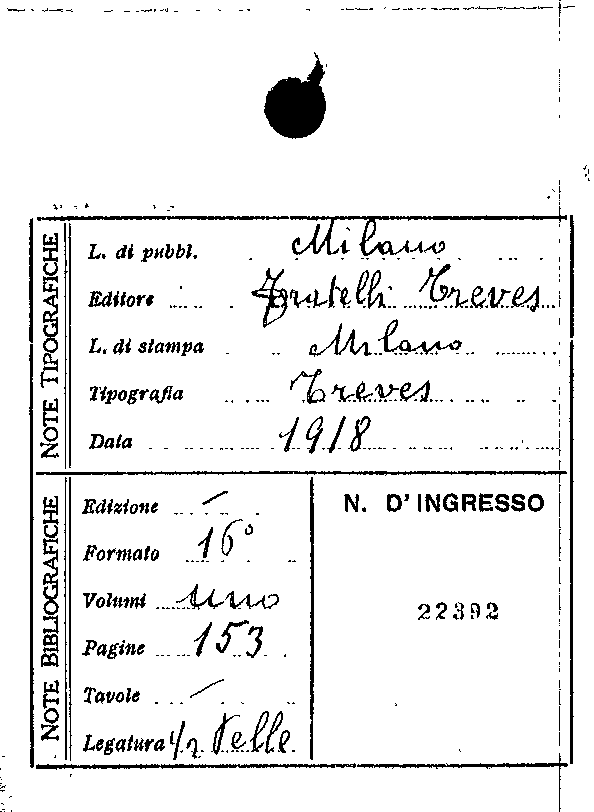 NOTE TIPOGRAFICHE
L. di pubbl. Milano
Editore Fratelli Treves
L. di stampa Milano
Tipografia Treves
Data 1918
NOTE BIBLIOGRAFICHE
Edizione —
Formato 16°
Volumi uno
Pagine 153
Tavole —
Legatura 1/2 Pelle
N. D'INGRESSO
22392